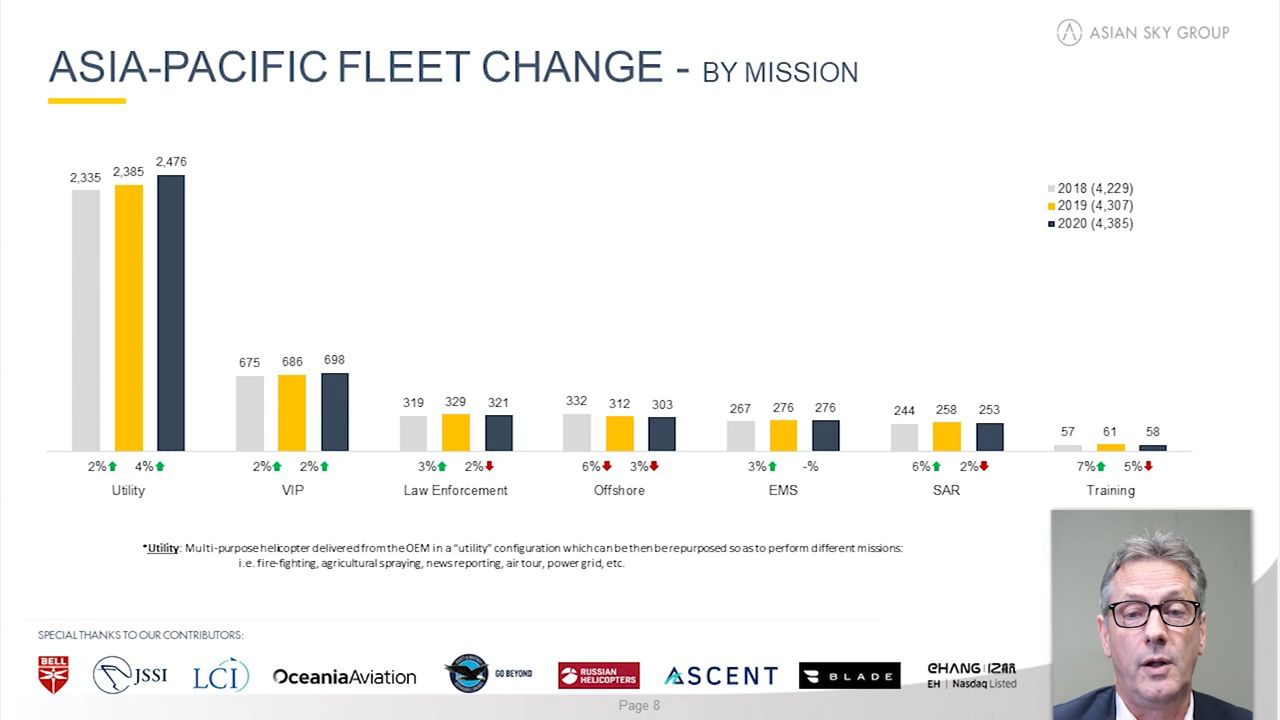 ASIAN SKY GROUP
ASIA-PACIFIC FLEET CHANGE - BY MISSION
2,335 2,385 2,476
675 686 698
319 329 321
332 312 303
267 276 276
244 258 253
57 61 58
2018 (4,229)
2019 (4,307)
2020 (4,385)
2% 4%
2% 2%
3% 2%
6% 3%
3% -%
6% 2%
7% 5%
Utility
VIP
Law Enforcement
Offshore
EMS
SAR
Training
*Utility: Multi-purpose helicopter delivered from the OEM in a “utility” configuration which can be then be repurposed so as to perform different missions:
i.e. fire-fighting, agricultural spraying, news reporting, air tour, power grid, etc.
SPECIAL THANKS TO OUR CONTRIBUTORS:
BELL
JSSI
LCI
OceaniaAviation
GO BEYOND
RUSSIAN
HELICOPTERS
ASCENT
BLADE
EHANG 亿航
EH | Nasdaq Listed
Page 8